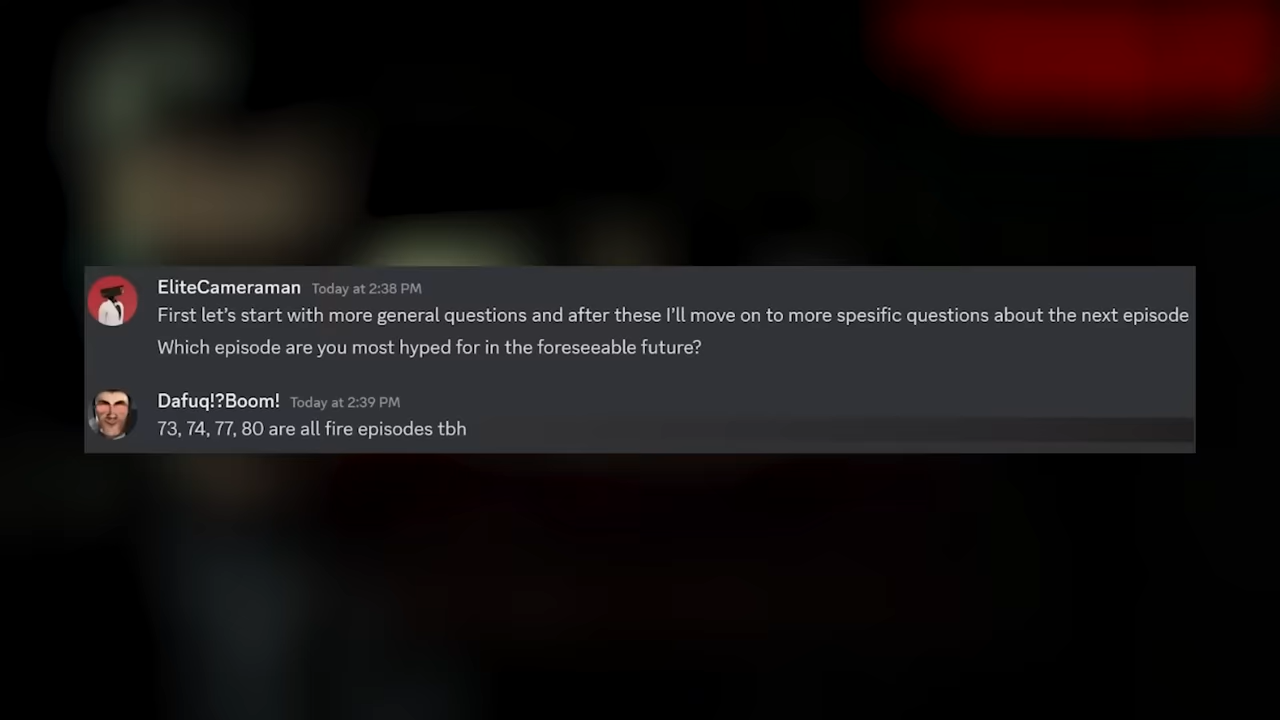 EliteCameraman Today at 2:38 PM
First let's start with more general questions and after these I'll move on to more spesific questions about the next episode
Which episode are you most hyped for in the foreseeable future?
Dafuq!?Boom! Today at 2:39 PM
73, 74, 77, 80 are all fire episodes tbh